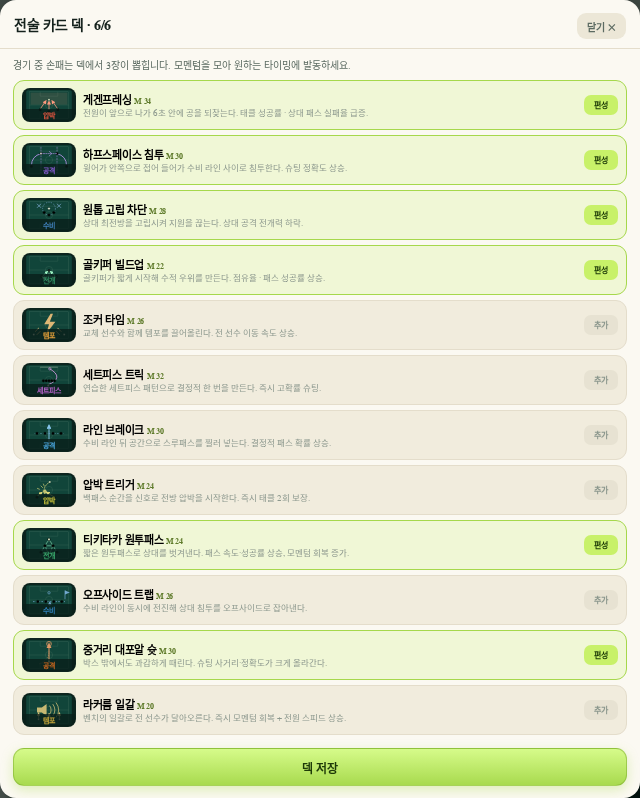 전술 카드 덱 · 6/6
닫기 ✕
경기 중 손패는 덱에서 3장이 뽑힙니다. 모멘텀을 모아 원하는 타이밍에 발동하세요.
압박
게겐프레싱 M 34
전원이 앞으로 나가 6초 안에 공을 되찾는다. 태클 성공률 · 상대 패스 실패율 급증.
편성
공격
하프스페이스 침투 M 30
윙어가 안쪽으로 접어 들어가 수비 라인 사이로 침투한다. 슈팅 정확도 상승.
편성
수비
원톱 고립 차단 M 28
상대 최전방을 고립시켜 지원을 끊는다. 상대 공격 전개력 하락.
편성
전개
골키퍼 빌드업 M 22
골키퍼가 짧게 시작해 수적 우위를 만든다. 점유율 · 패스 성공률 상승.
편성
템포
조커 타임 M 26
교체 선수와 함께 템포를 끌어올린다. 전 선수 이동 속도 상승.
추가
세트피스
세트피스 트릭 M 32
연습한 세트피스 패턴으로 결정적 한 번을 만든다. 즉시 고확률 슈팅.
추가
공격
라인 브레이크 M 30
수비 라인 뒤 공간으로 스루패스를 찔러 넣는다. 결정적 패스 확률 상승.
추가
압박
압박 트리거 M 24
백패스 순간을 신호로 전방 압박을 시작한다. 즉시 태클 2회 보장.
추가
전개
티키타카 원투패스 M 24
짧은 원투패스로 상대를 벗겨낸다. 패스 속도·성공률 상승, 모멘텀 회복 증가.
편성
수비
오프사이드 트랩 M 26
수비 라인이 동시에 전진해 상대 침투를 오프사이드로 잡아낸다.
추가
공격
중거리 대포알 슛 M 30
박스 밖에서도 과감하게 때린다. 슈팅 사거리·정확도가 크게 올라간다.
편성
템포
라커룸 일갈 M 20
벤치의 일갈로 전 선수가 달아오른다. 즉시 모멘텀 회복 + 전원 스피드 상승.
추가
덱 저장